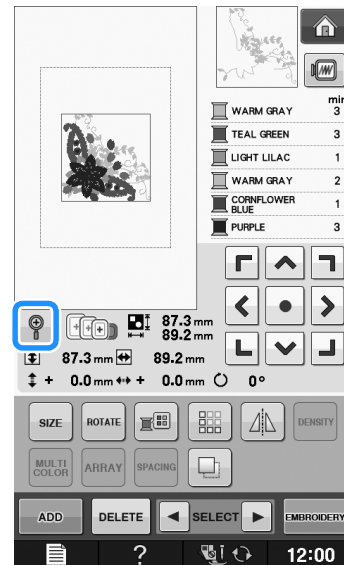 min
WARM GRAY 3
TEAL GREEN 3
LIGHT LILAC 1
WARM GRAY 2
CORNFLOWER
BLUE 1
PURPLE 3
87.3 mm
89.2 mm
87.3 mm 89.2 mm
+ 0.0 mm + 0.0 mm 0°
SIZE ROTATE DENSITY
MULTI
COLOR ARRAY SPACING
ADD DELETE SELECT EMBROIDERY
? 12:00